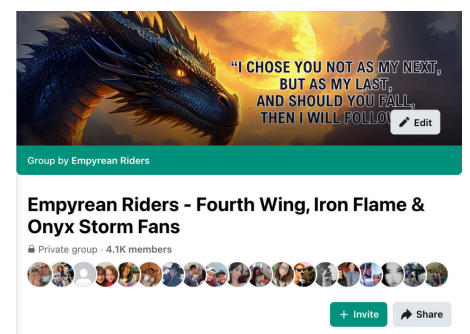 “I CHOSE YOU NOT AS MY NEXT,
BUT AS MY LAST,
AND SHOULD YOU FALL,
THEN I WILL
Edit
Group by Empyrean Riders
Empyrean Riders - Fourth Wing, Iron Flame &
Onyx Storm Fans
Private group · 4.1K members
+ Invite
Share